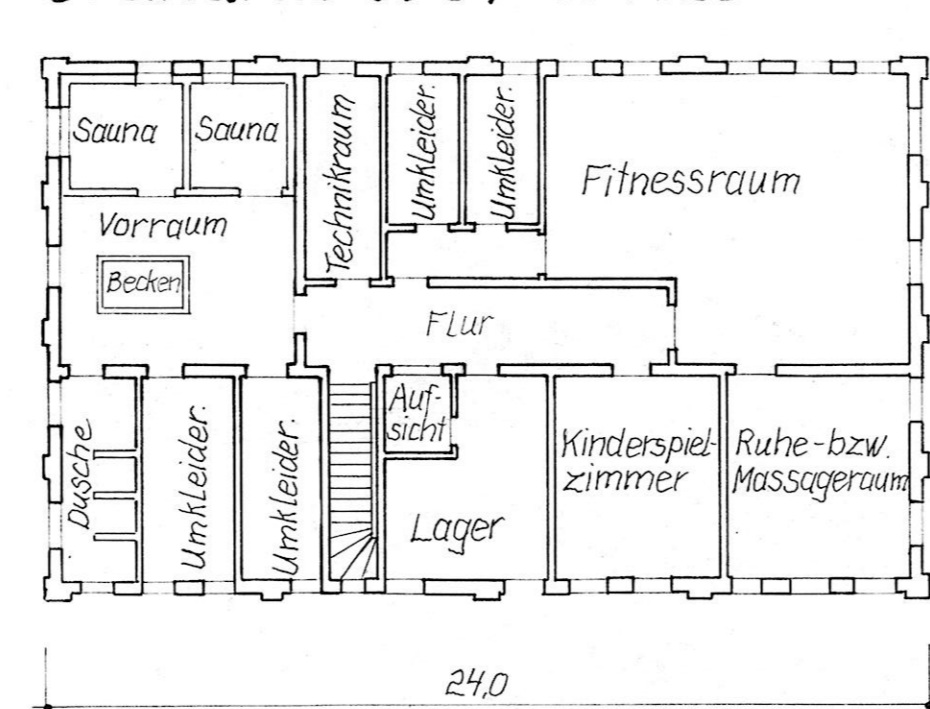 Sauna
Sauna
Technikraum
Umkleider.
Umkleider.
Fitnessraum
Vorraum
Becken
Flur
Dusche
Umkleider.
Umkleider.
Auf-
sicht
Lager
Kinderspiel-
zimmer
Ruhe-bzw.
Massageraum
24,0